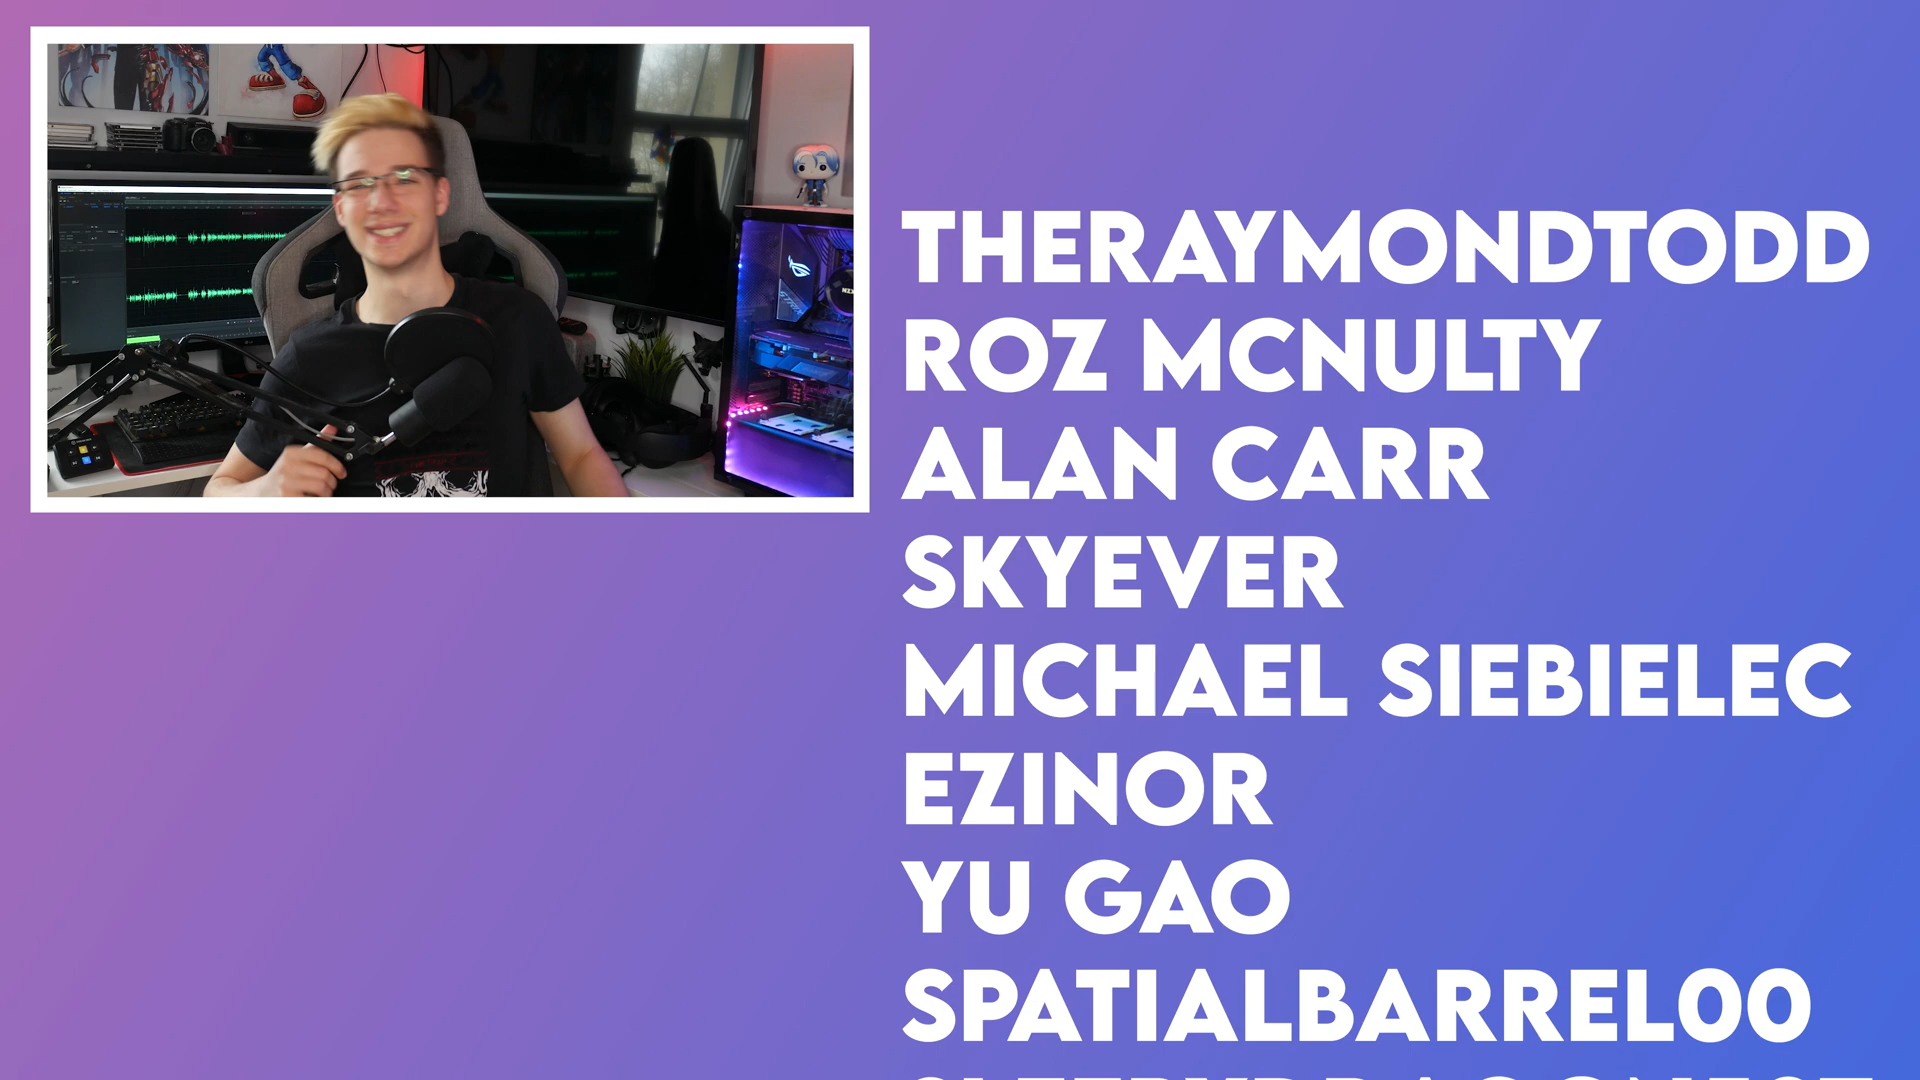 THERAYMONDTODD
ROZ MCNULTY
ALAN CARR
SKYEVER
MICHAEL SIEBIELEC
EZINOR
YU GAO
SPATIALBARREL00